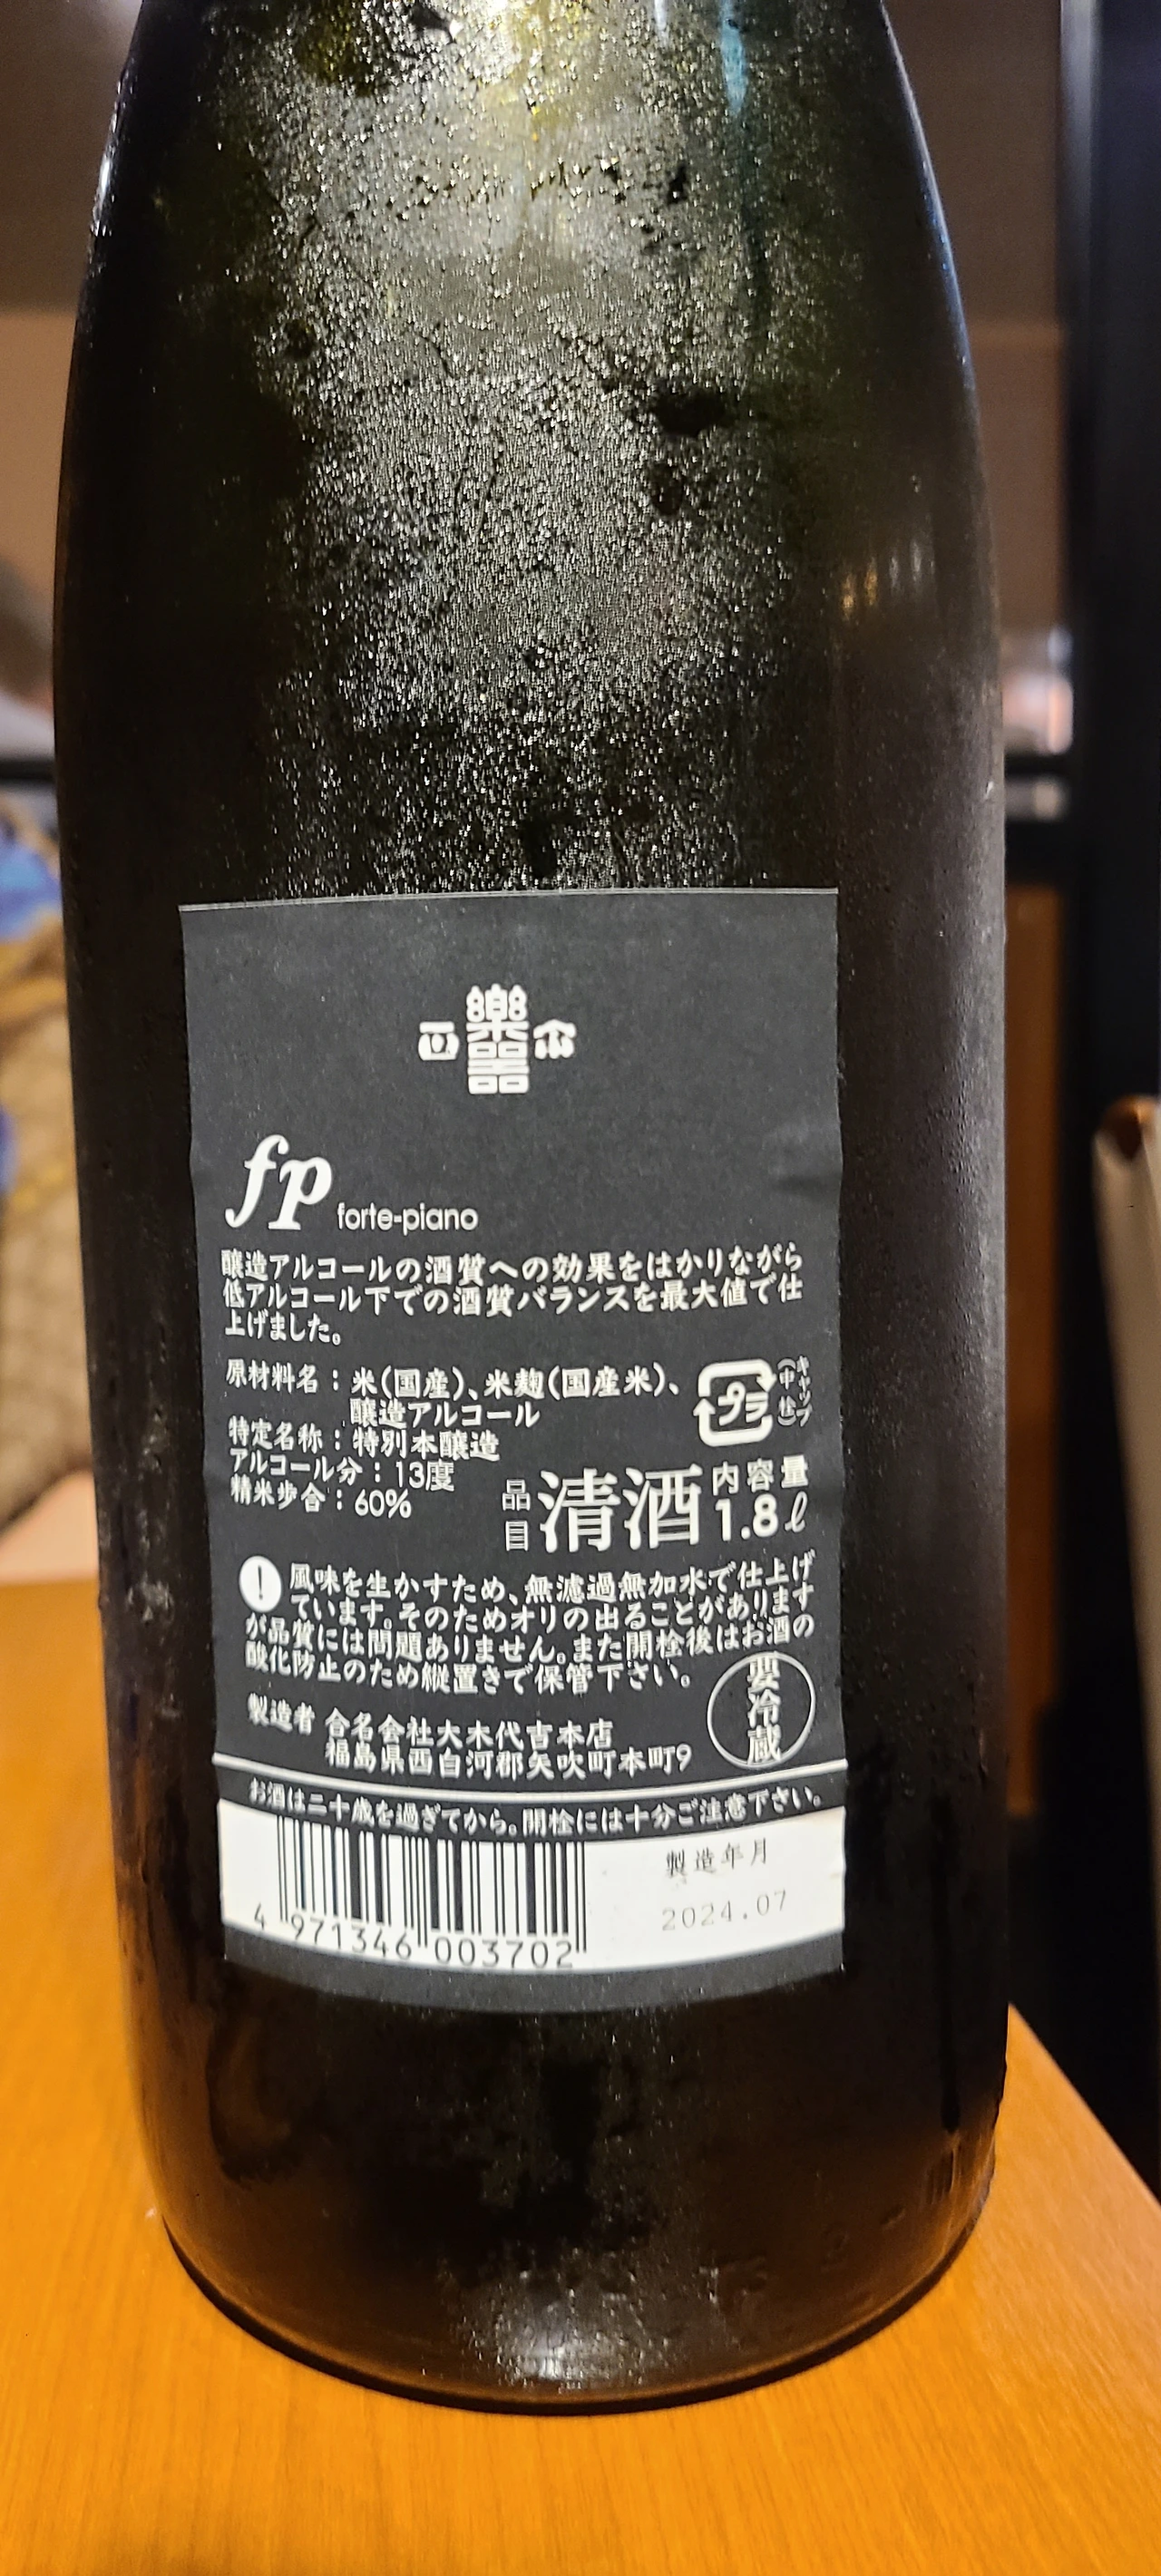 正 樂器 尒
fp forte-piano
醸造アルコールの酒質への効果をはかりながら
低アルコール下での酒質バランスを最大値で仕
上げました。
原材料名：米(国産)、米麹(国産米)、
醸造アルコール
特定名称：特別本醸造
アルコール分：13度
精米歩合：60%
プラ
(キャップ
中栓)
品目 清酒
内容量
1.8ℓ
! 風味を生かすため、無濾過無加水で仕上げ
ています。そのためオリの出ることがあります
が品質には問題ありません。また開栓後はお酒の
酸化防止のため縦置きで保管下さい。
要冷蔵
製造者 合名会社大木代吉本店
福島県西白河郡矢吹町本町9
お酒は二十歳を過ぎてから。開栓には十分ご注意下さい。
製造年月
2024.07
4 971346 003702